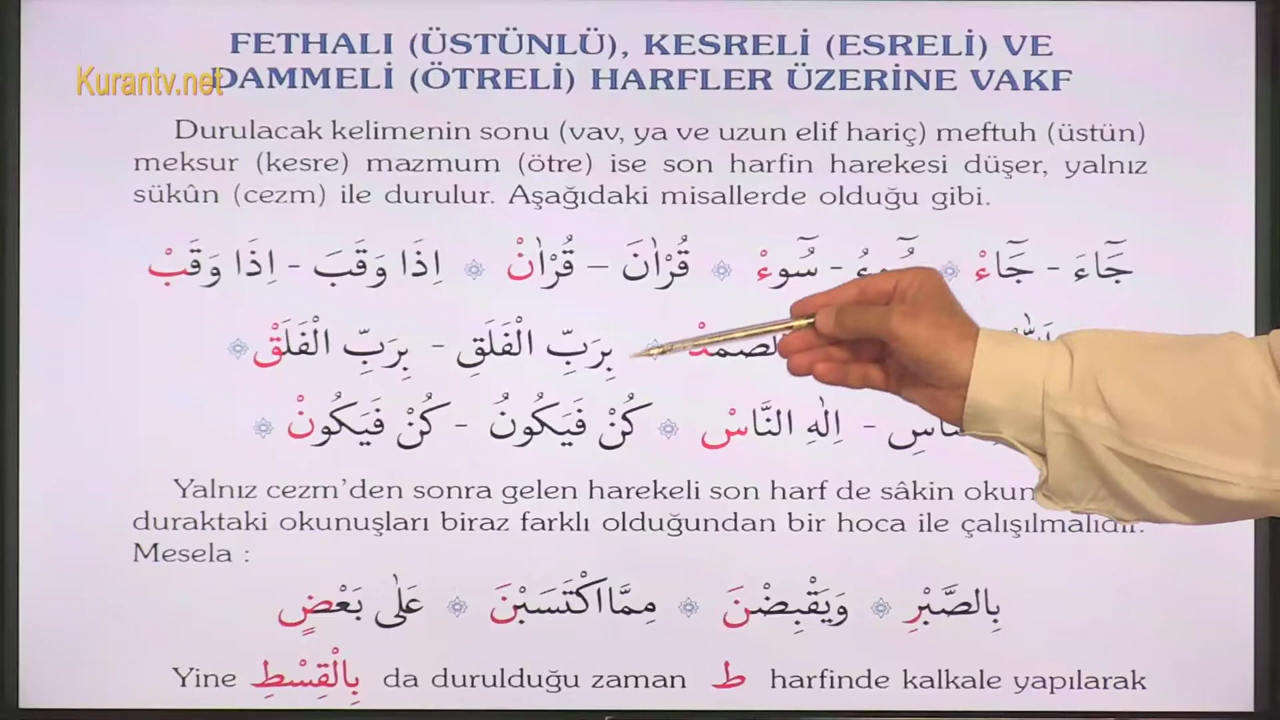 FETHALI (ÜSTÜNLÜ), KESRELİ (ESRELİ) VE
DAMMELİ (ÖTRELİ) HARFLER ÜZERİNE VAKF
Kurantv.net
Durulacak kelimenin sonu (vav, ya ve uzun elif hariç) meftuh (üstün)
meksur (kesre) mazmum (ötre) ise son harfin harekesi düşer, yalnız
sükûn (cezm) ile durulur. Aşağıdaki misallerde olduğu gibi.
جَٓاءَ - جَٓاءْ ۞ سُٓوءُ - سُٓوءْ ۞ قُرْاٰنَ – قُرْاٰنْ ۞ اِذَا وَقَبَ - اِذَا وَقَبْ
۞ بِرَبِّ الْفَلَقِ - بِرَبِّ الْفَلَقْ ۞
- اِلٰهِ النَّاسْ ۞ كُنْ فَيَكُونُ - كُنْ فَيَكُونْ ۞
Yalnız cezm'den sonra gelen harekeli son harf de sâkin
duraktaki okunuşları biraz farklı olduğundan bir hoca ile çalışılmalıdır.
Mesela :
بِالصَّبْرِ ۞ وَيَقْبِضْنَ ۞ مِمَّااكْتَسَبْنَ ۞ عَلٰى بَعْضٍ
Yine بِالْقِسْطِ da durulduğu zaman ط harfinde kalkale yapılarak